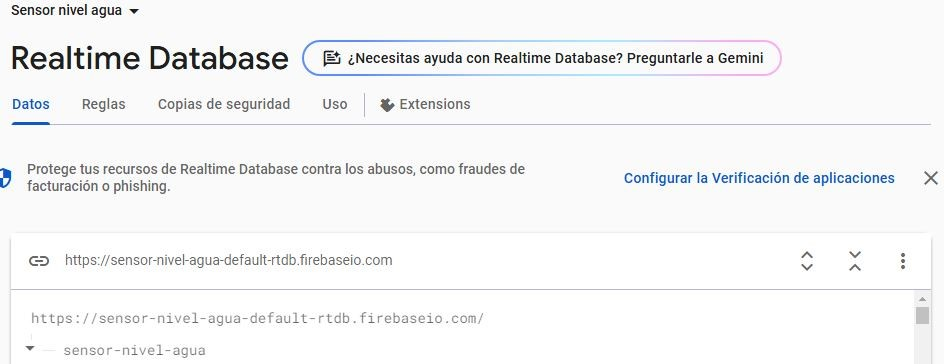 Sensor nivel agua
Realtime Database
¿Necesitas ayuda con Realtime Database? Preguntarle a Gemini
Datos Reglas Copias de seguridad Uso Extensions
Protege tus recursos de Realtime Database contra los abusos, como fraudes de
facturación o phishing.
Configurar la Verificación de aplicaciones
https://sensor-nivel-agua-default-rtdb.firebaseio.com
https://sensor-nivel-agua-default-rtdb.firebaseio.com/
sensor-nivel-agua